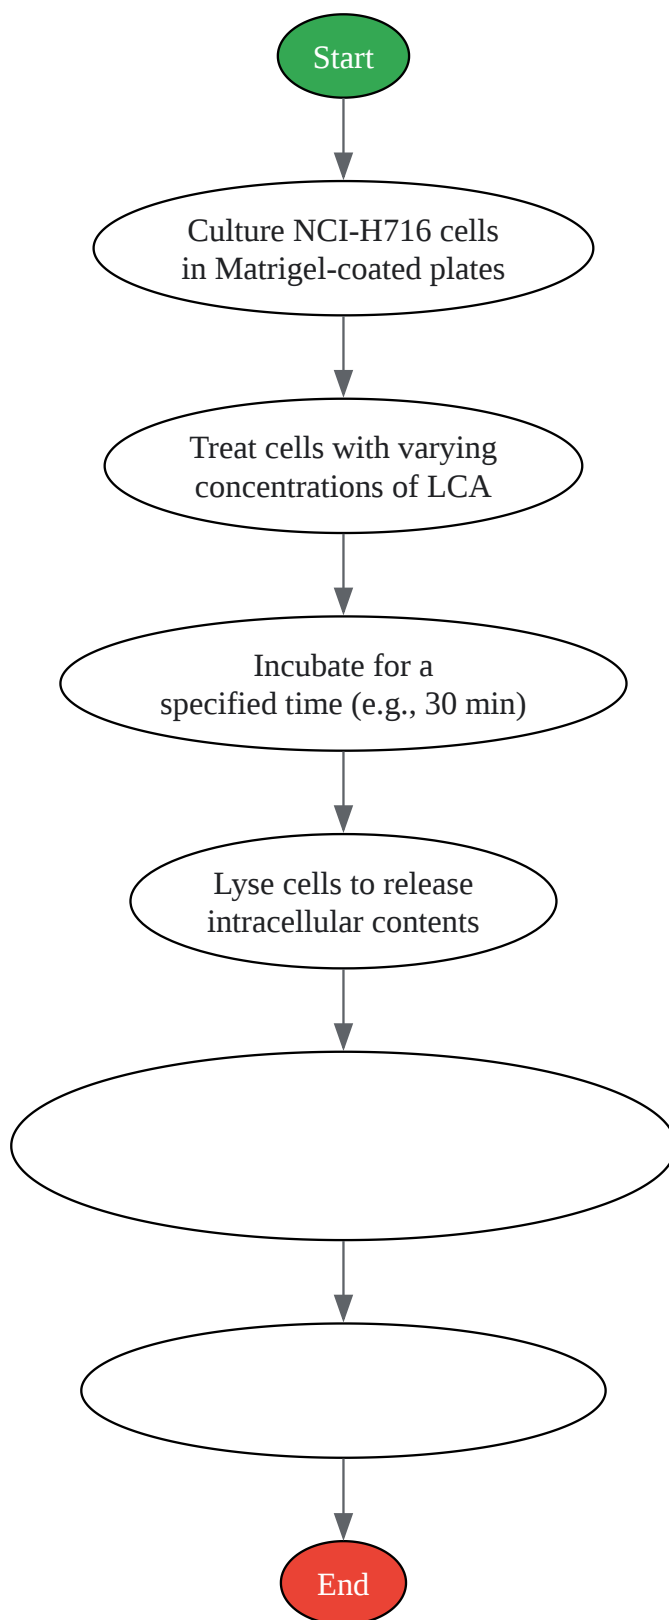 Start
Culture NCI-H716 cells
in Matrigel-coated plates
Treat cells with varying
concentrations of LCA
Incubate for a
specified time (e.g., 30 min)
Lyse cells to release
intracellular contents
End